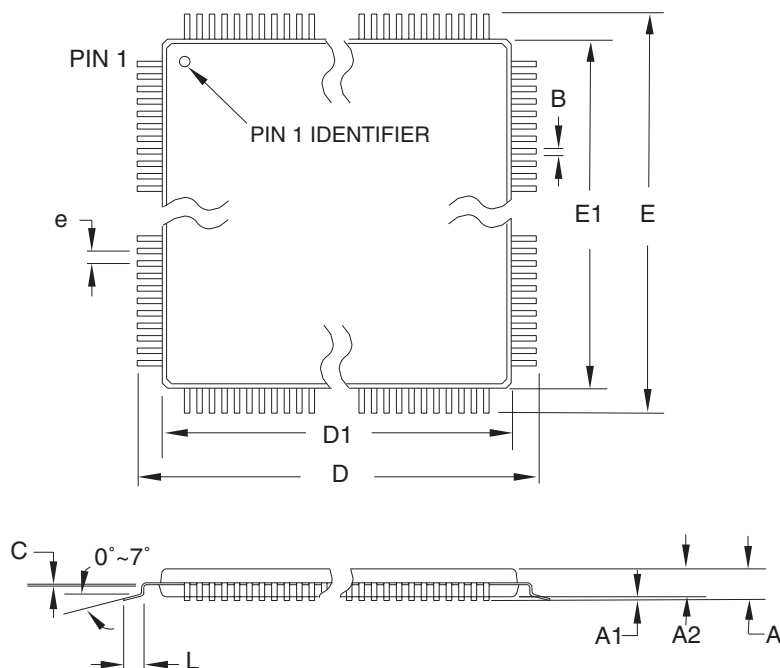 PIN 1
PIN 1 IDENTIFIER
B
e
E1
E
D1
D
C
0˚~7˚
L
A1
A2
A